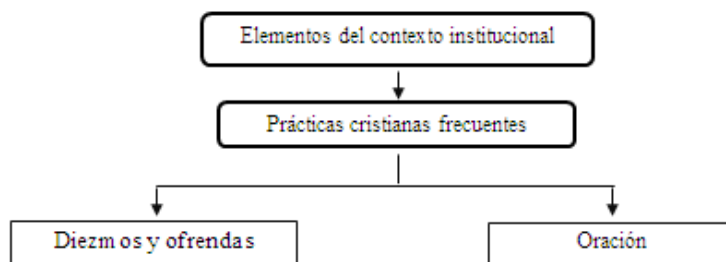 Elementos del contexto institucional
Prácticas cristianas frecuentes
Diezmos y ofrendas
Oración